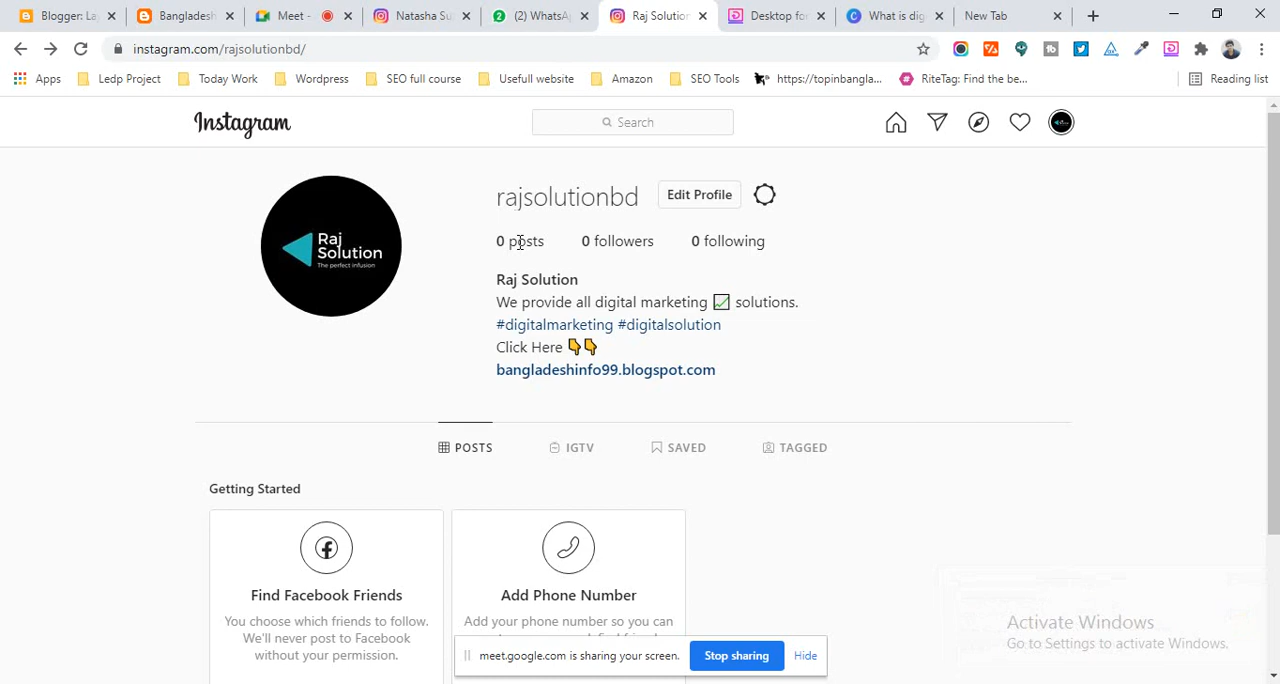 Blogger: La
Bangladesh
Meet -
Natasha Su
(2) WhatsA
Raj Solution
Desktop for
What is dig
New Tab
instagram.com/rajsolutionbd/
Apps
Ledp Project
Today Work
Wordpress
SEO full course
Usefull website
Amazon
SEO Tools
https://topinbangla...
RiteTag: Find the be...
Reading list
Instagram
Search
rajsolutionbd
Edit Profile
0 posts
0 followers
0 following
Raj Solution
The perfect infusion
Raj Solution
We provide all digital marketing 💹 solutions.
#digitalmarketing #digitalsolution
Click Here 👇👇
bangladeshinfo99.blogspot.com
POSTS
IGTV
SAVED
TAGGED
Getting Started
Find Facebook Friends
You choose which friends to follow.
We'll never post to Facebook
without your permission.
Add Phone Number
Add your phone number so you can
meet.google.com is sharing your screen.
Stop sharing
Hide
Activate Windows
Go to Settings to activate Windows.